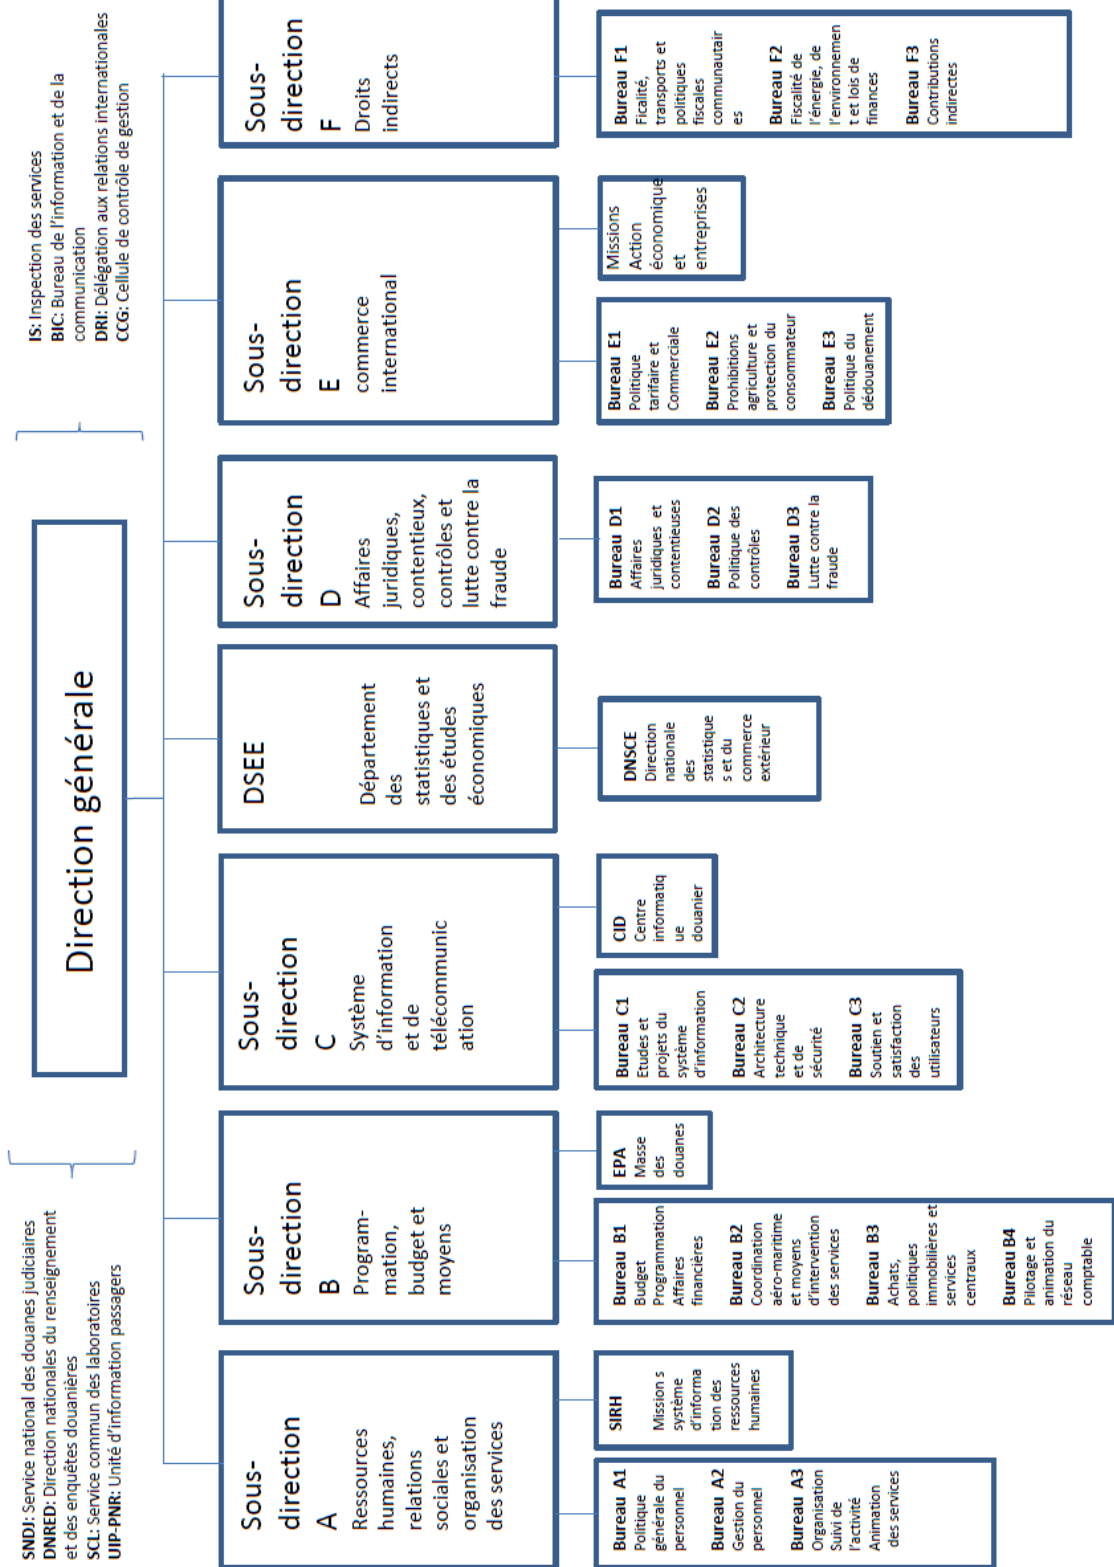 SNDJ: Service national des douanes judiciaires
DNRED: Direction nationales du renseignement
et des enquêtes douanières
SCL: Service commun des laboratoires
UIP-PNR: Unité d'information passagers
Direction générale
IS: Inspection des services
BIC: Bureau de l'information et de la
communication
DRI: Délégation aux relations internationales
CCG: Cellule de contrôle de gestion
Sous-
direction
A
Ressources
humaines,
relations
sociales et
organisation
des services
Sous-
direction
B
Program-
mation,
budget et
moyens
Sous-
direction
C
Système
d'information
et de
télécommunic
ation
DSEE
Département
des
statistiques et
des études
économiques
Sous-
direction
D
Affaires
juridiques,
contentieux,
contrôles et
lutte contre la
fraude
Sous-
direction
E
commerce
international
Sous-
direction
F
Droits
indirects
Bureau A1
Politique
générale du
personnel
Bureau A2
Gestion du
personnel
Bureau A3
Organisation
Suivi de
l'activité
Animation
des services
SIRH
Mission s
système
d'informa
tion des
ressources
humaines
Bureau B1
Budget
Programmation
Affaires
financières
Bureau B2
Coordination
aéro-maritime
et moyens
d'intervention
des services
Bureau B3
Achats,
politiques
immobilières et
services
centraux
Bureau B4
Pilotage et
animation du
réseau
comptable
EPA
Masse
des
douanes
Bureau C1
Etudes et
projets du
système
d'information
Bureau C2
Architecture
technique
et de
sécurité
Bureau C3
Soutien et
satisfaction
des
utilisateurs
CID
Centre
informatiq
ue
douanier
DNSCE
Direction
nationale
des
statistique
s et du
commerce
extérieur
Bureau D1
Affaires
juridiques et
contentieuses
Bureau D2
Politique des
contrôles
Bureau D3
Lutte contre la
fraude
Bureau E1
Politique
tarifaire et
Commerciale
Bureau E2
Prohibitions
agriculture et
protection du
consommateur
Bureau E3
Politique du
dédouanement
Missions
Action
économique
et
entreprises
Bureau F1
Ficalité,
transports et
politiques
fiscales
communautair
es
Bureau F2
Fiscalité de
l'énergie, de
l'environnemen
t et lois de
finances
Bureau F3
Contributions
indirectes